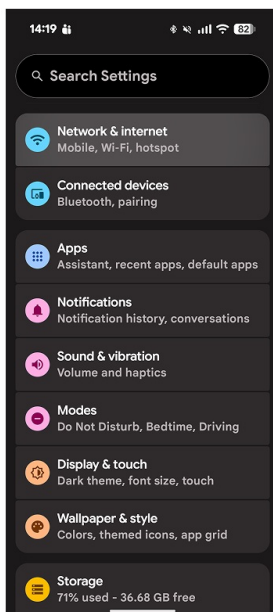 14:19
82
Search Settings
Network & internet
Mobile, Wi-Fi, hotspot
Connected devices
Bluetooth, pairing
Apps
Assistant, recent apps, default apps
Notifications
Notification history, conversations
Sound & vibration
Volume and haptics
Modes
Do Not Disturb, Bedtime, Driving
Display & touch
Dark theme, font size, touch
Wallpaper & style
Colors, themed icons, app grid
Storage
71% used - 36.68 GB free